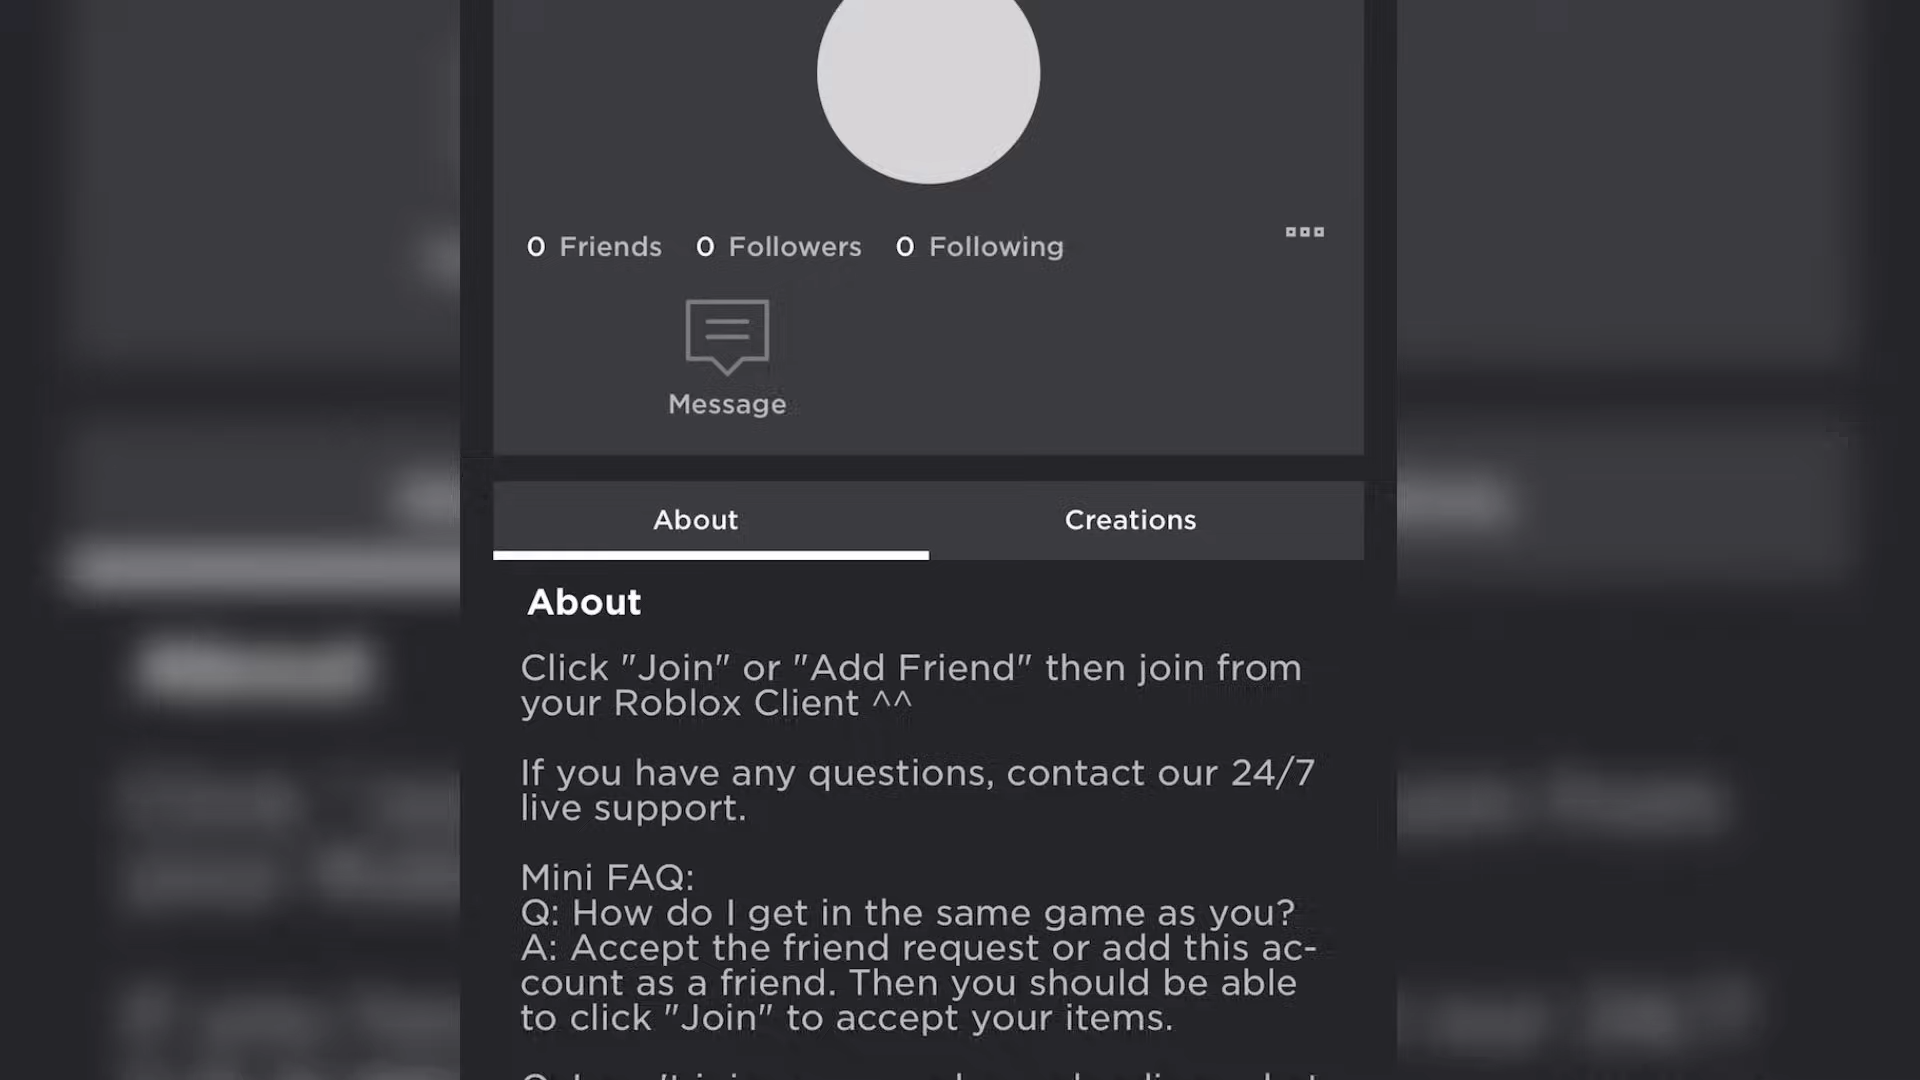 0 Friends 0 Followers 0 Following
Message
About Creations
About
Click "Join" or "Add Friend" then join from
your Roblox Client ^^
If you have any questions, contact our 24/7
live support.
Mini FAQ:
Q: How do I get in the same game as you?
A: Accept the friend request or add this ac-
count as a friend. Then you should be able
to click "Join" to accept your items.